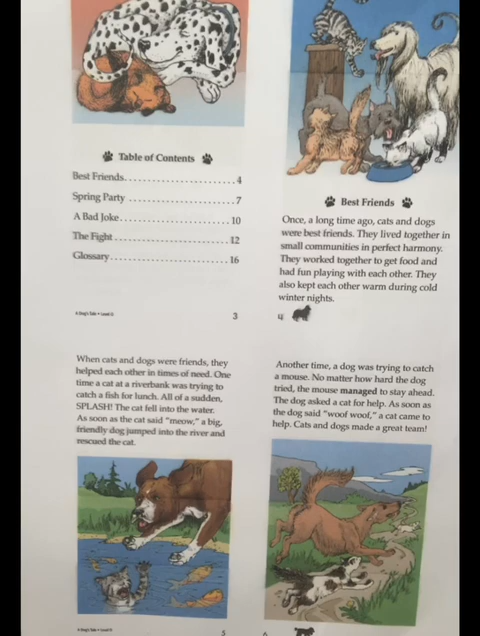 Table of Contents
Best Friends..............................4
Spring Party..............................7
A Bad Joke..............................10
The Fight..............................12
Glossary..............................16
A Dog's Tale • Level O
3
Best Friends
Once, a long time ago, cats and dogs
were best friends. They lived together in
small communities in perfect harmony.
They worked together to get food and
had fun playing with each other. They
also kept each other warm during cold
winter nights.
4
When cats and dogs were friends, they
helped each other in times of need. One
time a cat at a riverbank was trying to
catch a fish for lunch. All of a sudden,
SPLASH! The cat fell into the water.
As soon as the cat said "meow," a big,
friendly dog jumped into the river and
rescued the cat.
A Dog's Tale • Level O
5
Another time, a dog was trying to catch
a mouse. No matter how hard the dog
tried, the mouse managed to stay ahead.
The dog asked a cat for help. As soon as
the dog said "woof woof," a cat came to
help. Cats and dogs made a great team!